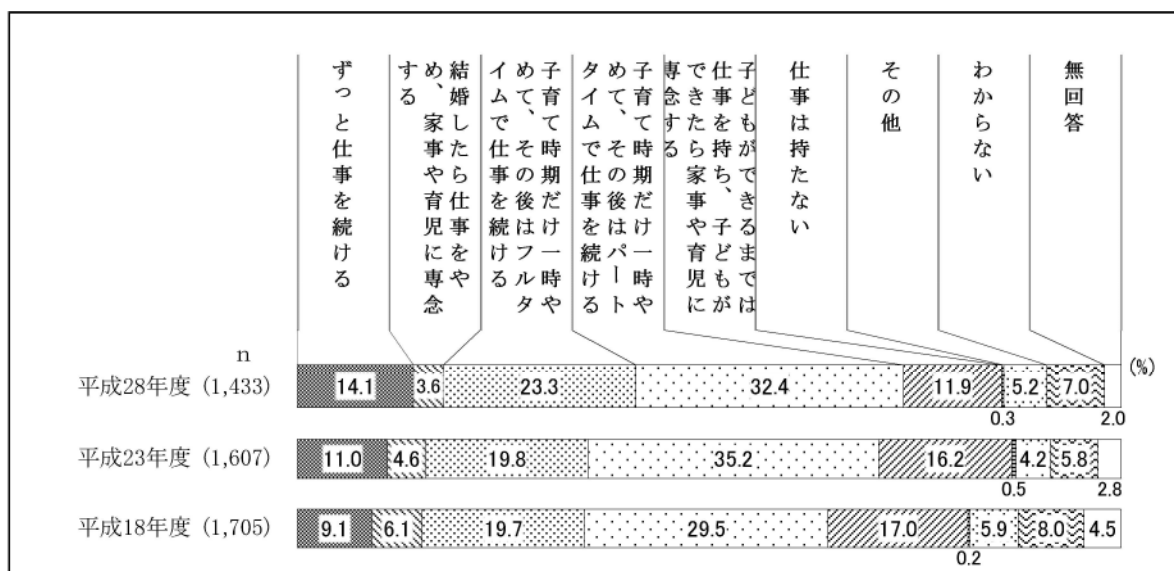 ずっと仕事を続ける
結婚したら仕事をや
め、家事や育児に専念
する
子育て時期だけ一時や
めて、その後はフルタ
イムで仕事を続ける
子育て時期だけ一時や
めて、その後はパート
タイムで仕事を続ける
子どもができるまでは
仕事を持ち、子どもが
できたら家事や育児に
専念する
仕事は持たない
その他
わからない
無回答
n
(%)
平成28年度 (1,433) 14.1 3.6 23.3 32.4 11.9 5.2 7.0
0.3 2.0
平成23年度 (1,607) 11.0 4.6 19.8 35.2 16.2 4.2 5.8
0.5 2.8
平成18年度 (1,705) 9.1 6.1 19.7 29.5 17.0 5.9 8.0 4.5
0.2